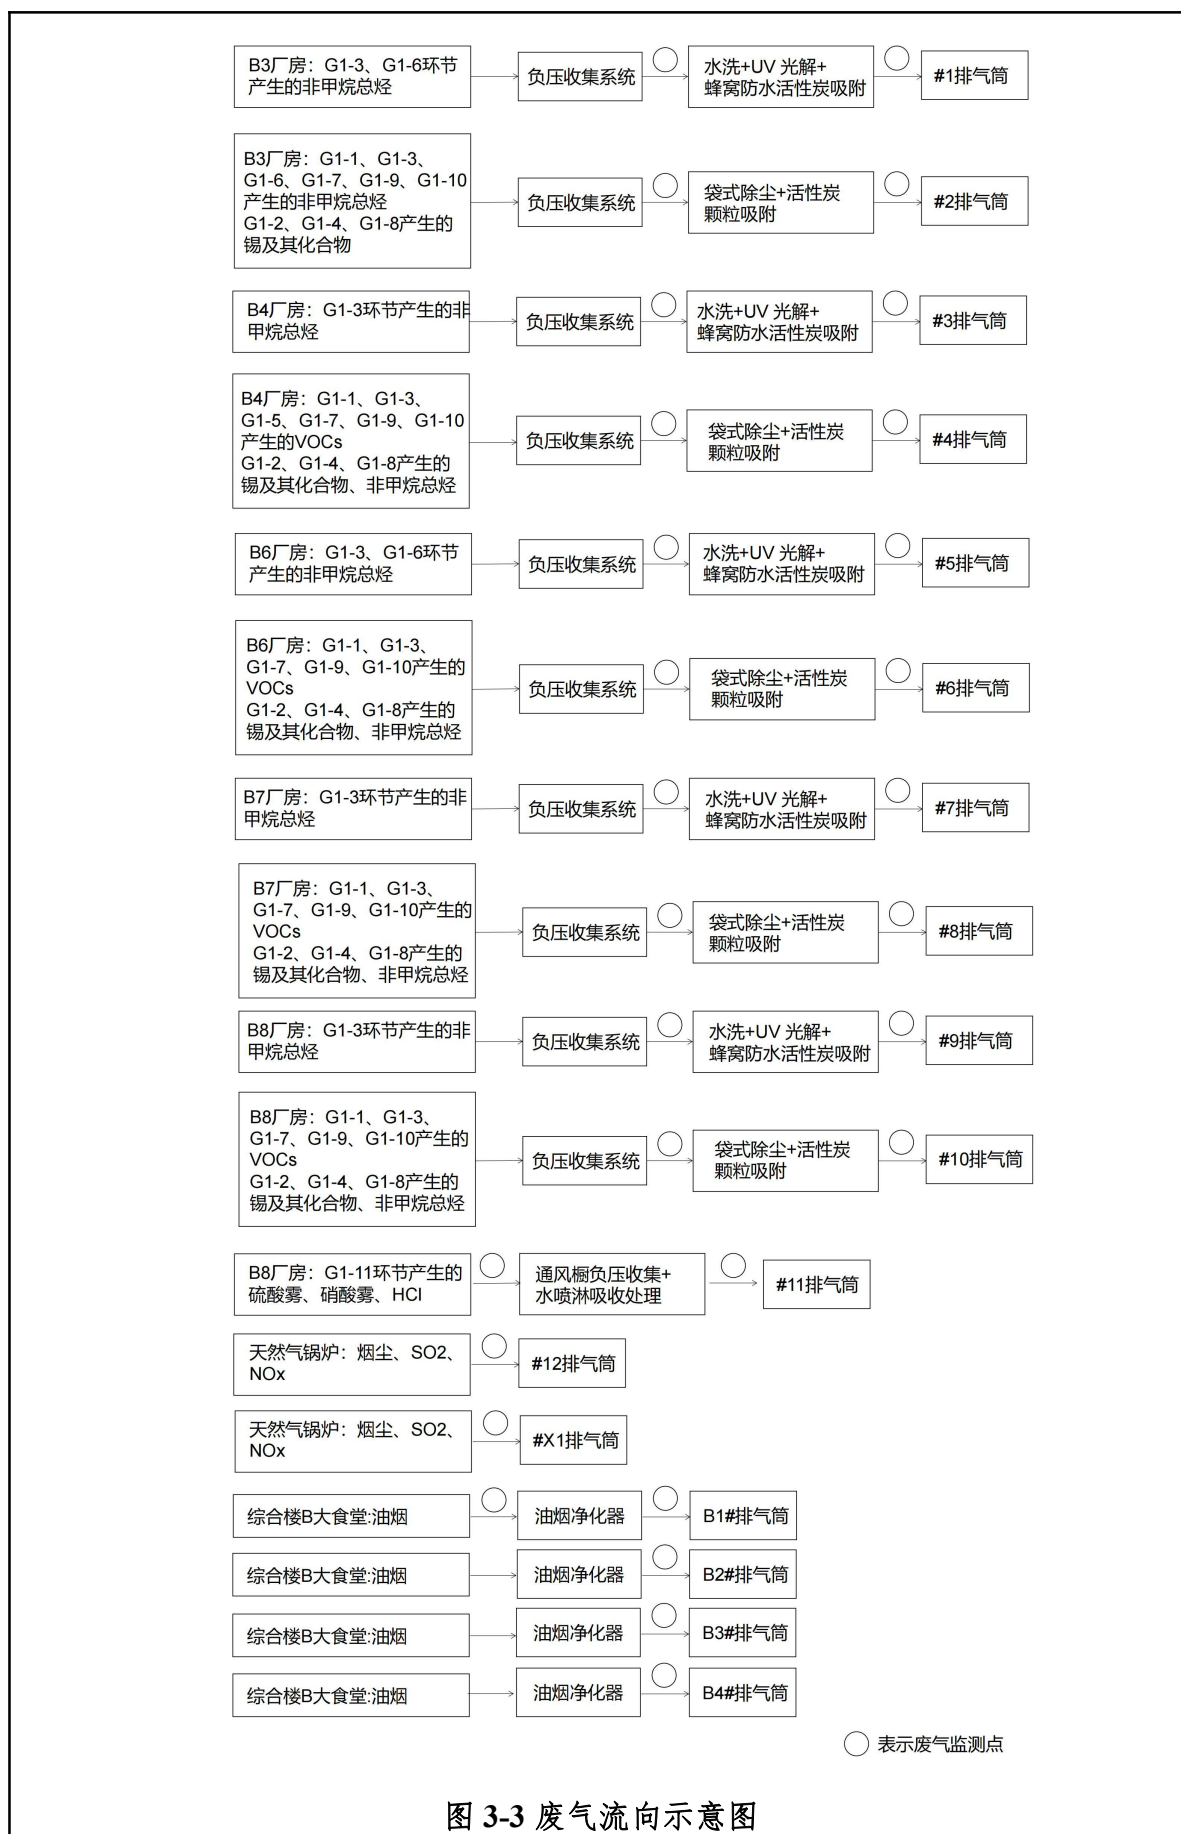 B3厂房：G1-3、G1-6环节
产生的非甲烷总烃
负压收集系统
水洗+UV 光解+
蜂窝防水活性炭吸附
#1排气筒
B3厂房：G1-1、G1-3、
G1-6、G1-7、G1-9、G1-10
产生的非甲烷总烃
G1-2、G1-4、G1-8产生的
锡及其化合物
负压收集系统
袋式除尘+活性炭
颗粒吸附
#2排气筒
B4厂房：G1-3环节产生的非
甲烷总烃
负压收集系统
水洗+UV 光解+
蜂窝防水活性炭吸附
#3排气筒
B4厂房：G1-1、G1-3、
G1-5、G1-7、G1-9、G1-10
产生的VOCs
G1-2、G1-4、G1-8产生的
锡及其化合物、非甲烷总烃
负压收集系统
袋式除尘+活性炭
颗粒吸附
#4排气筒
B6厂房：G1-3、G1-6环节
产生的非甲烷总烃
负压收集系统
水洗+UV 光解+
蜂窝防水活性炭吸附
#5排气筒
B6厂房：G1-1、G1-3、
G1-7、G1-9、G1-10产生的
VOCs
G1-2、G1-4、G1-8产生的
锡及其化合物、非甲烷总烃
负压收集系统
袋式除尘+活性炭
颗粒吸附
#6排气筒
B7厂房：G1-3环节产生的非
甲烷总烃
负压收集系统
水洗+UV 光解+
蜂窝防水活性炭吸附
#7排气筒
B7厂房：G1-1、G1-3、
G1-7、G1-9、G1-10产生的
VOCs
G1-2、G1-4、G1-8产生的
锡及其化合物、非甲烷总烃
负压收集系统
袋式除尘+活性炭
颗粒吸附
#8排气筒
B8厂房：G1-3环节产生的非
甲烷总烃
负压收集系统
水洗+UV 光解+
蜂窝防水活性炭吸附
#9排气筒
B8厂房：G1-1、G1-3、
G1-7、G1-9、G1-10产生的
VOCs
G1-2、G1-4、G1-8产生的
锡及其化合物、非甲烷总烃
负压收集系统
袋式除尘+活性炭
颗粒吸附
#10排气筒
B8厂房：G1-11环节产生的
硫酸雾、硝酸雾、HCl
通风橱负压收集+
水喷淋吸收处理
#11排气筒
天然气锅炉：烟尘、SO2、
NOx
#12排气筒
天然气锅炉：烟尘、SO2、
NOx
#X1排气筒
综合楼B大食堂:油烟
油烟净化器
B1#排气筒
综合楼B大食堂:油烟
油烟净化器
B2#排气筒
综合楼B大食堂:油烟
油烟净化器
B3#排气筒
综合楼B大食堂:油烟
油烟净化器
B4#排气筒
表示废气监测点
图 3-3 废气流向示意图